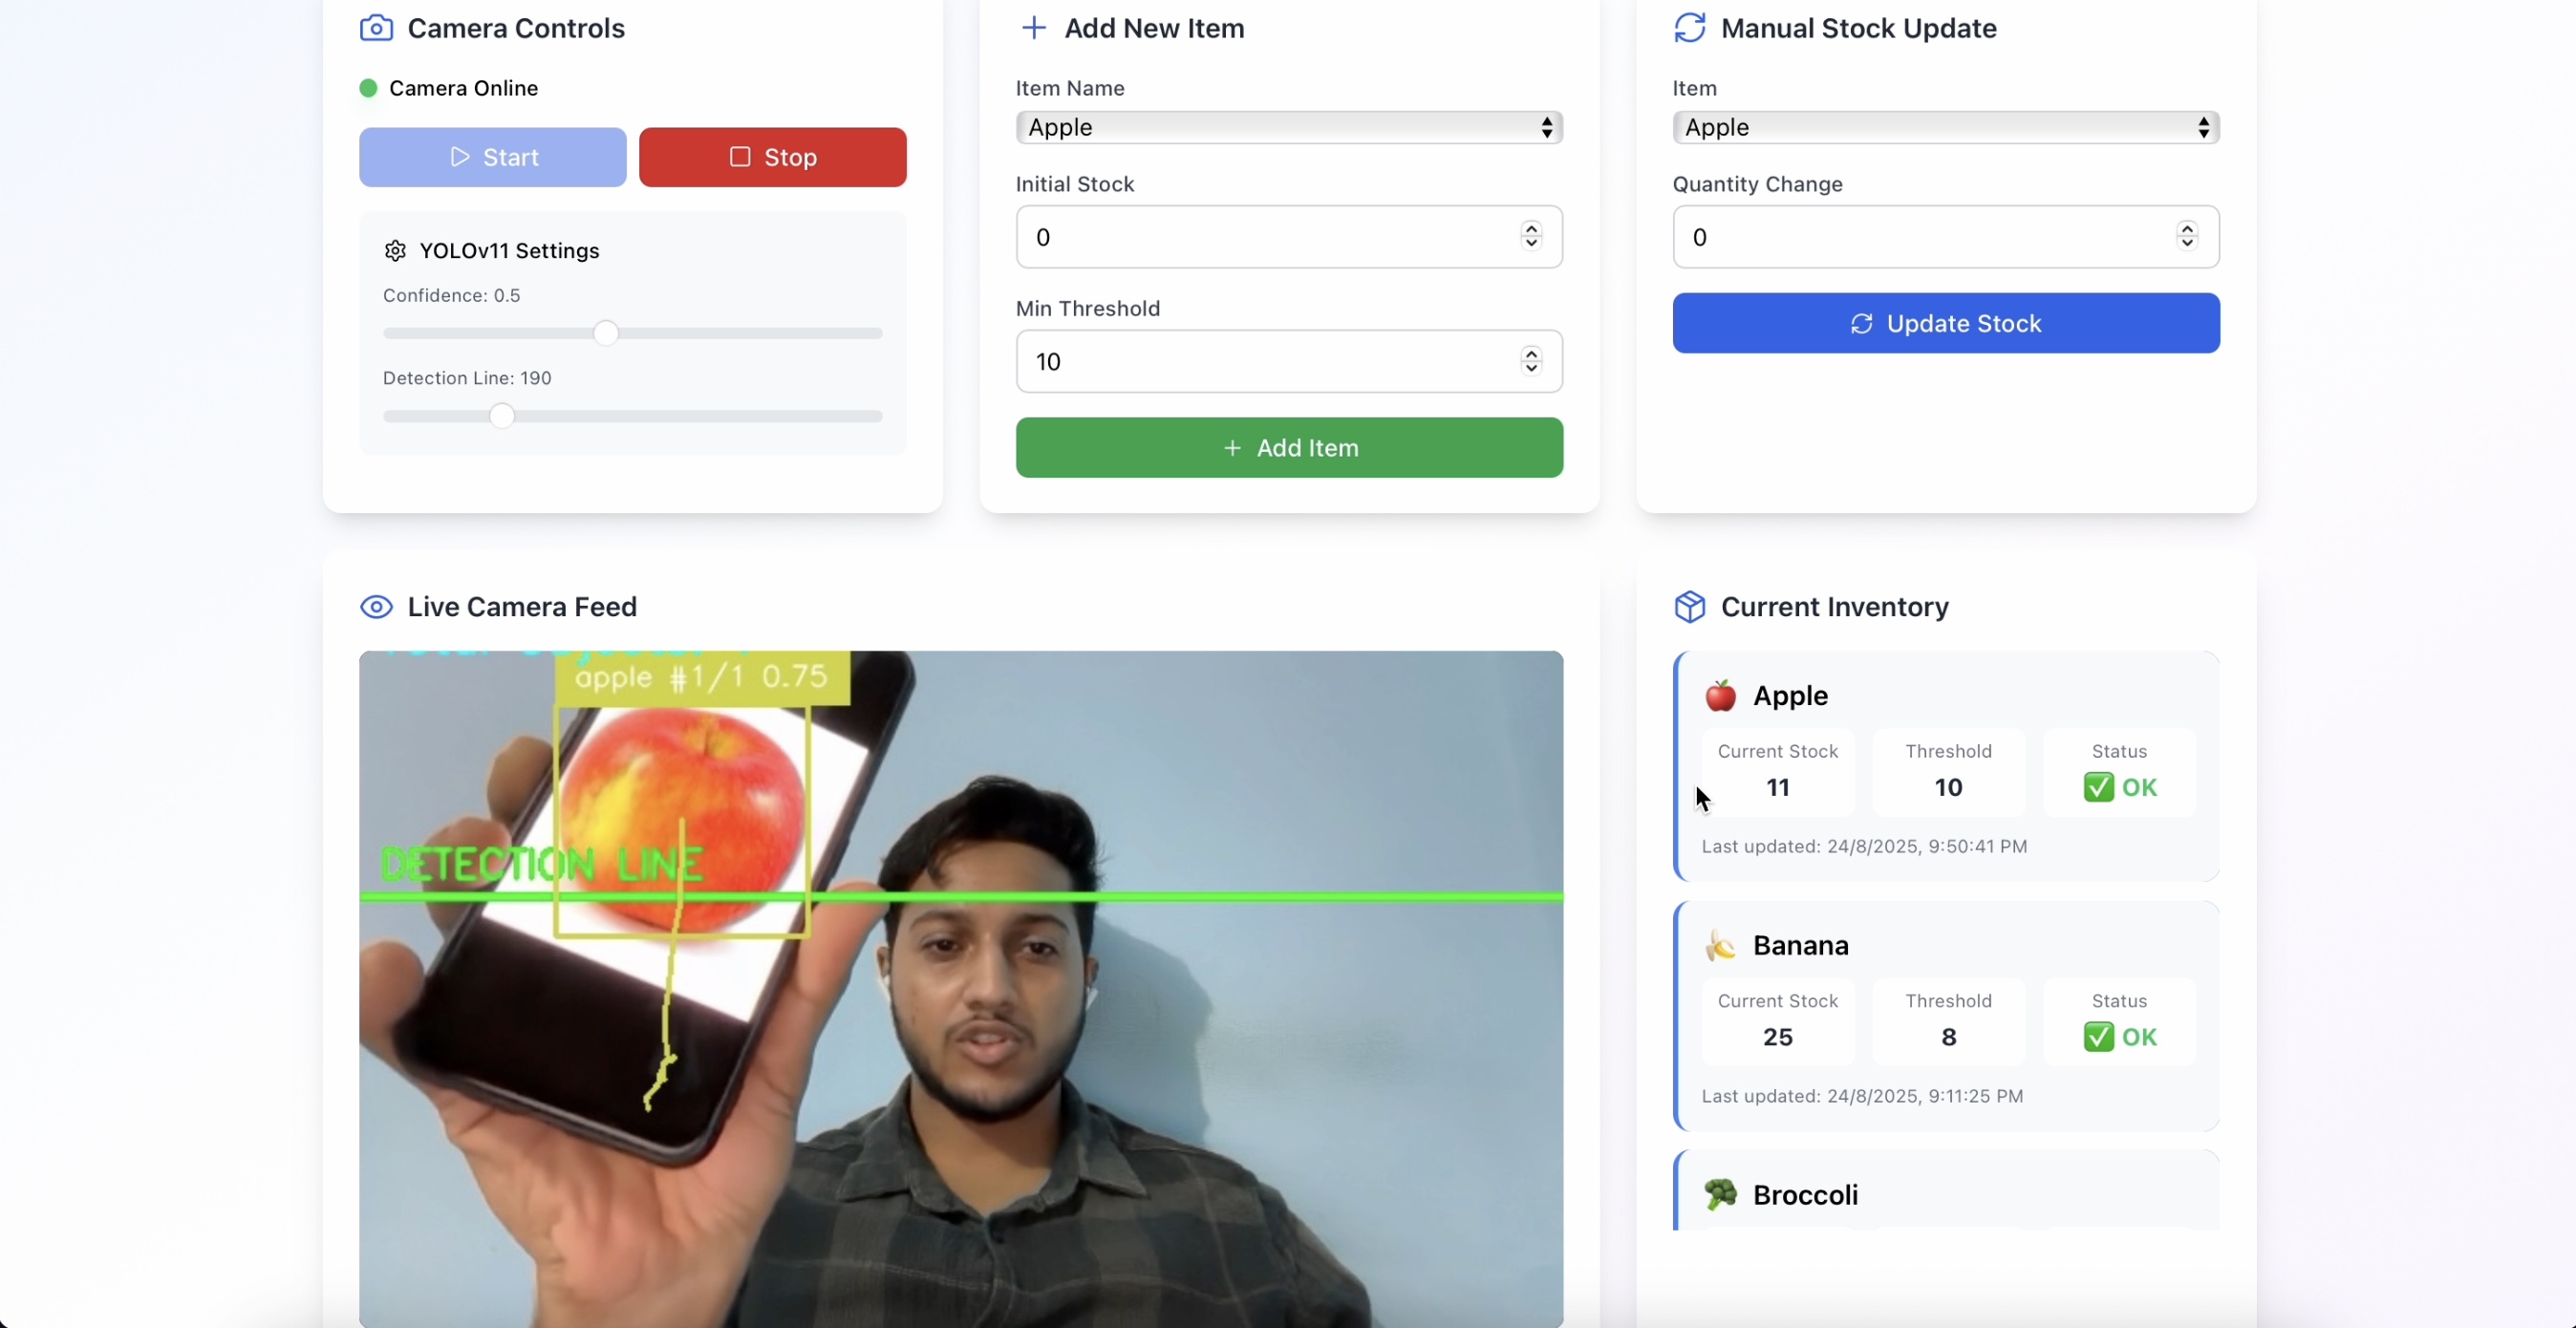 Camera Controls
Camera Online
Start
Stop
YOLOv11 Settings
Confidence: 0.5
Detection Line: 190
Add New Item
Item Name
Apple
Initial Stock
0
Min Threshold
10
Add Item
Manual Stock Update
Item
Apple
Quantity Change
0
Update Stock
Live Camera Feed
apple #1/1 0.75
DETECTION LINE
Current Inventory
Apple
Current Stock
11
Threshold
10
Status
OK
Last updated: 24/8/2025, 9:50:41 PM
Banana
Current Stock
25
Threshold
8
Status
OK
Last updated: 24/8/2025, 9:11:25 PM
Broccoli